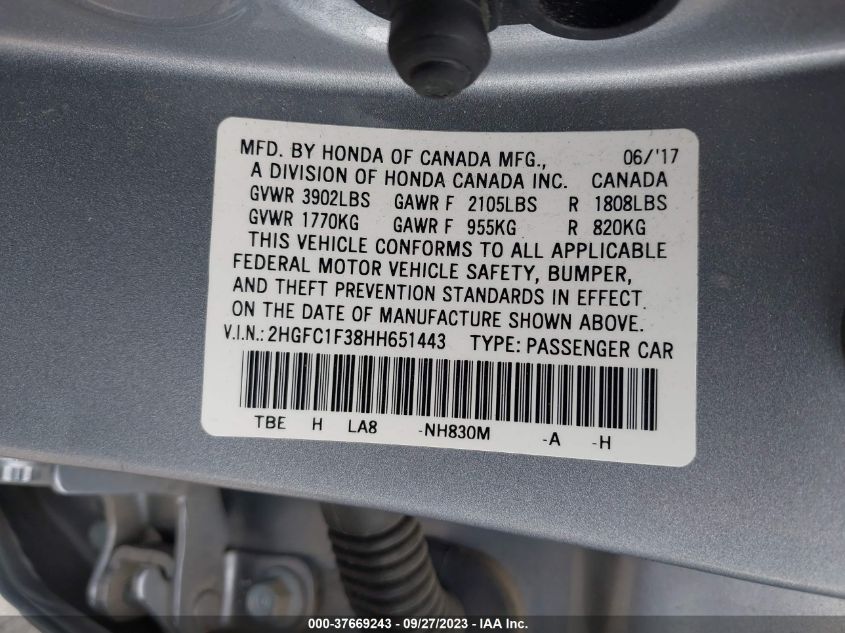 MFD. BY HONDA OF CANADA MFG., 06/'17
A DIVISION OF HONDA CANADA INC. CANADA
GVWR 3902LBS GAWR F 2105LBS R 1808LBS
GVWR 1770KG GAWR F 955KG R 820KG
THIS VEHICLE CONFORMS TO ALL APPLICABLE
FEDERAL MOTOR VEHICLE SAFETY, BUMPER,
AND THEFT PREVENTION STANDARDS IN EFFECT
ON THE DATE OF MANUFACTURE SHOWN ABOVE.
V.I.N.: 2HGFC1F38HH651443 TYPE: PASSENGER CAR
TBE H LA8 -NH830M -A -H
000-37669243 - 09/27/2023 - IAA Inc.